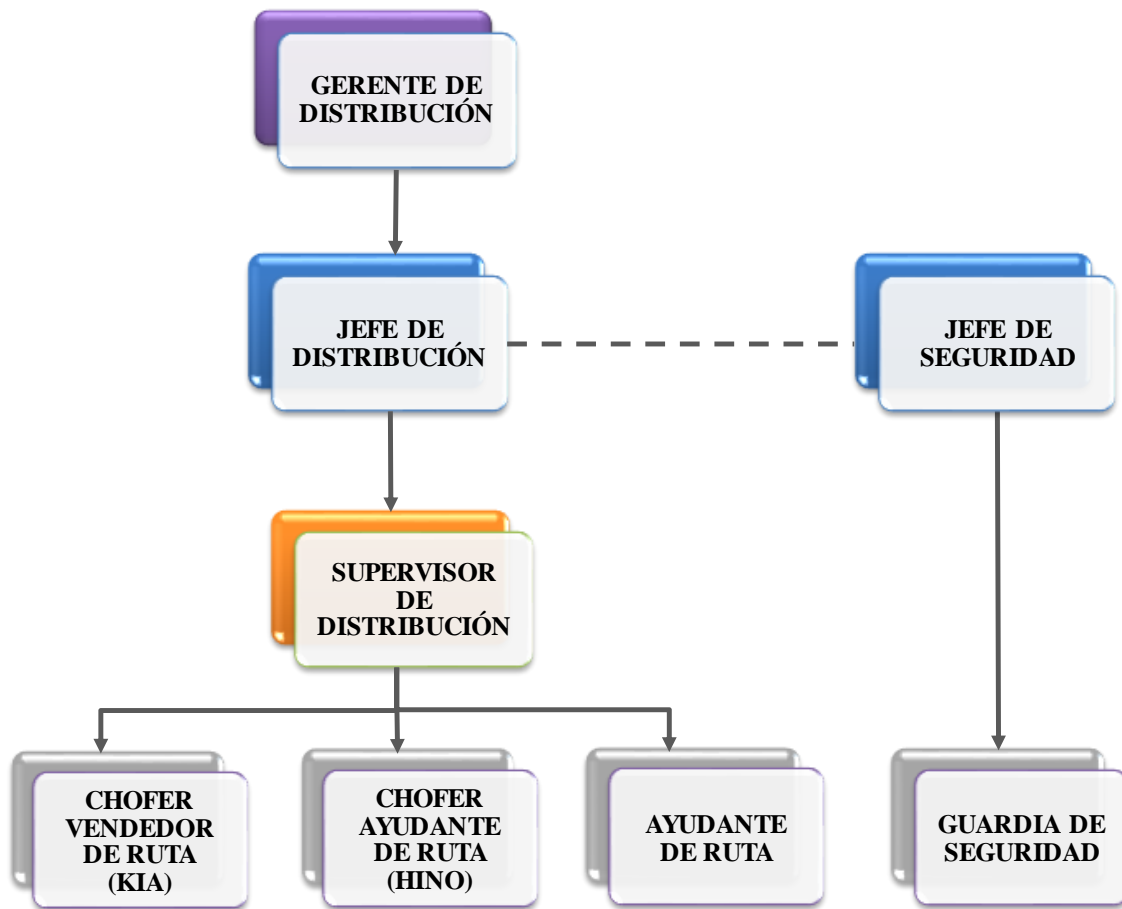 GERENTE DE
DISTRIBUCIÓN
JEFE DE
DISTRIBUCIÓN
JEFE DE
SEGURIDAD
SUPERVISOR
DE
DISTRIBUCIÓN
CHOFER
VENDEDOR
DE RUTA
(KIA)
CHOFER
AYUDANTE
DE RUTA
(HINO)
AYUDANTE
DE RUTA
GUARDIA DE
SEGURIDAD